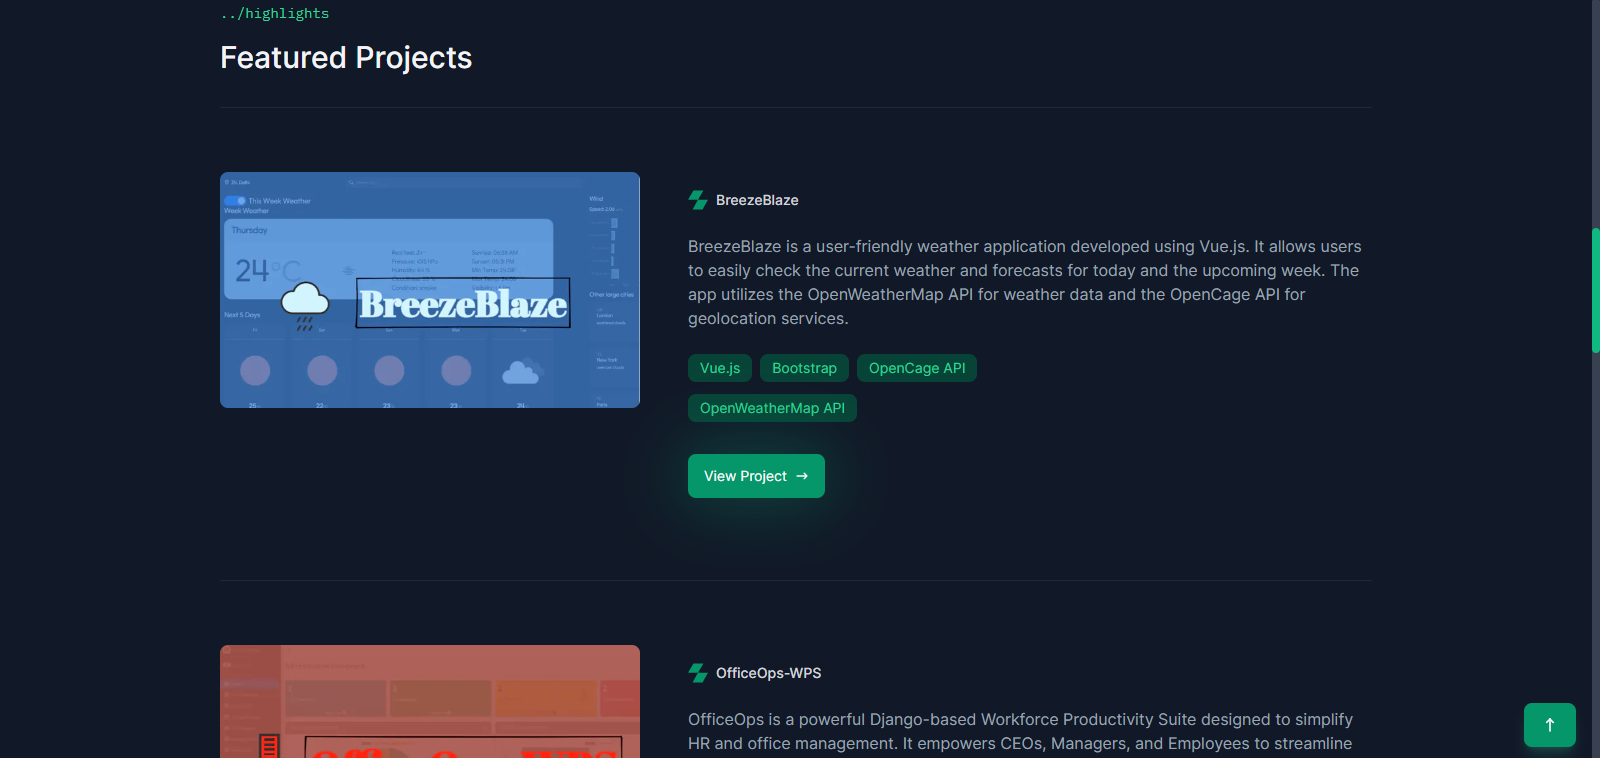 ../highlights
Featured Projects
This Week Weather
Week Weather
Thursday
24°C
Wind
BreezeBlaze
Other large cities
London
Next 5 Days
New York
Paris
BreezeBlaze
BreezeBlaze is a user-friendly weather application developed using Vue.js. It allows users
to easily check the current weather and forecasts for today and the upcoming week. The
app utilizes the OpenWeatherMap API for weather data and the OpenCage API for
geolocation services.
Vue.js
Bootstrap
OpenCage API
OpenWeatherMap API
View Project →
OfficeOps-WPS
OfficeOps is a powerful Django-based Workforce Productivity Suite designed to simplify
HR and office management. It empowers CEOs, Managers, and Employees to streamline